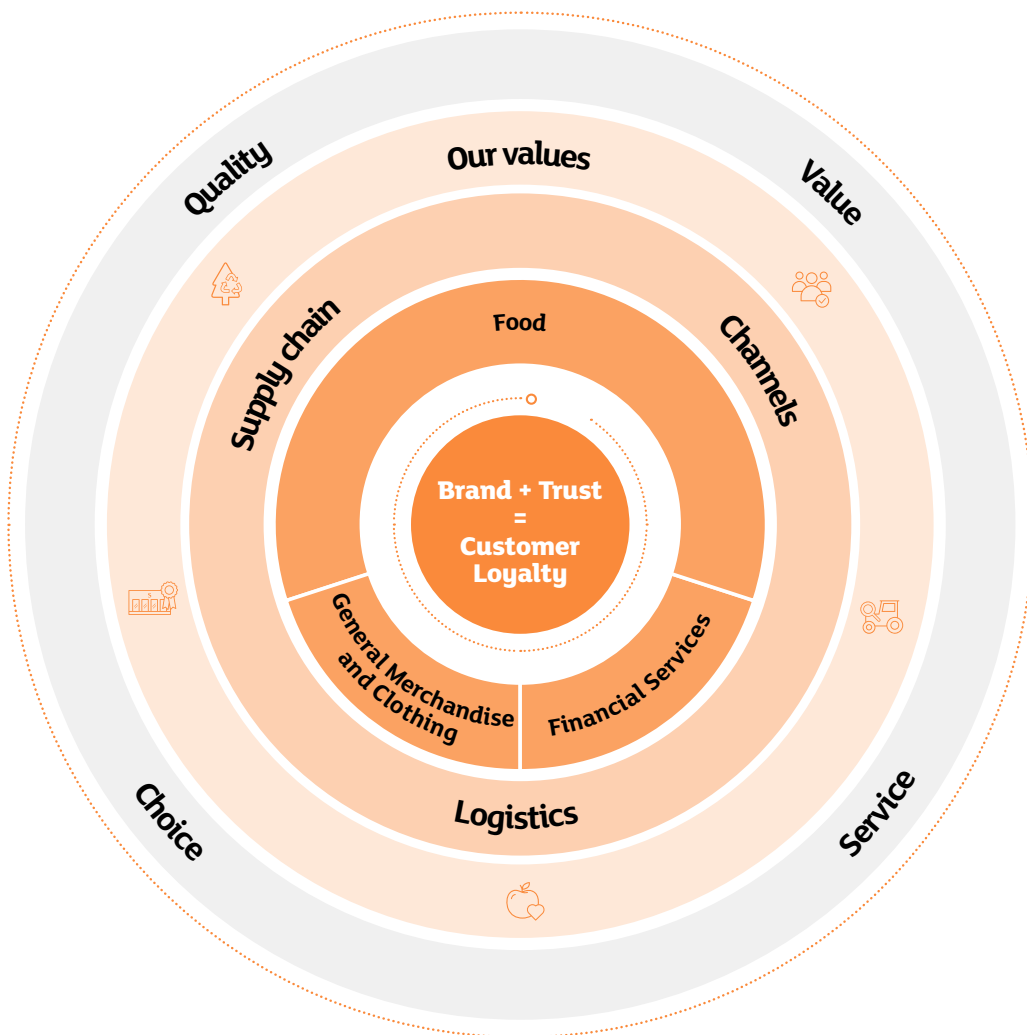 Quality
Our values
Value
Supply chain
Food
Channels
Brand + Trust
=
Customer
Loyalty
General Merchandise
and Clothing
Financial Services
Logistics
Choice
Service